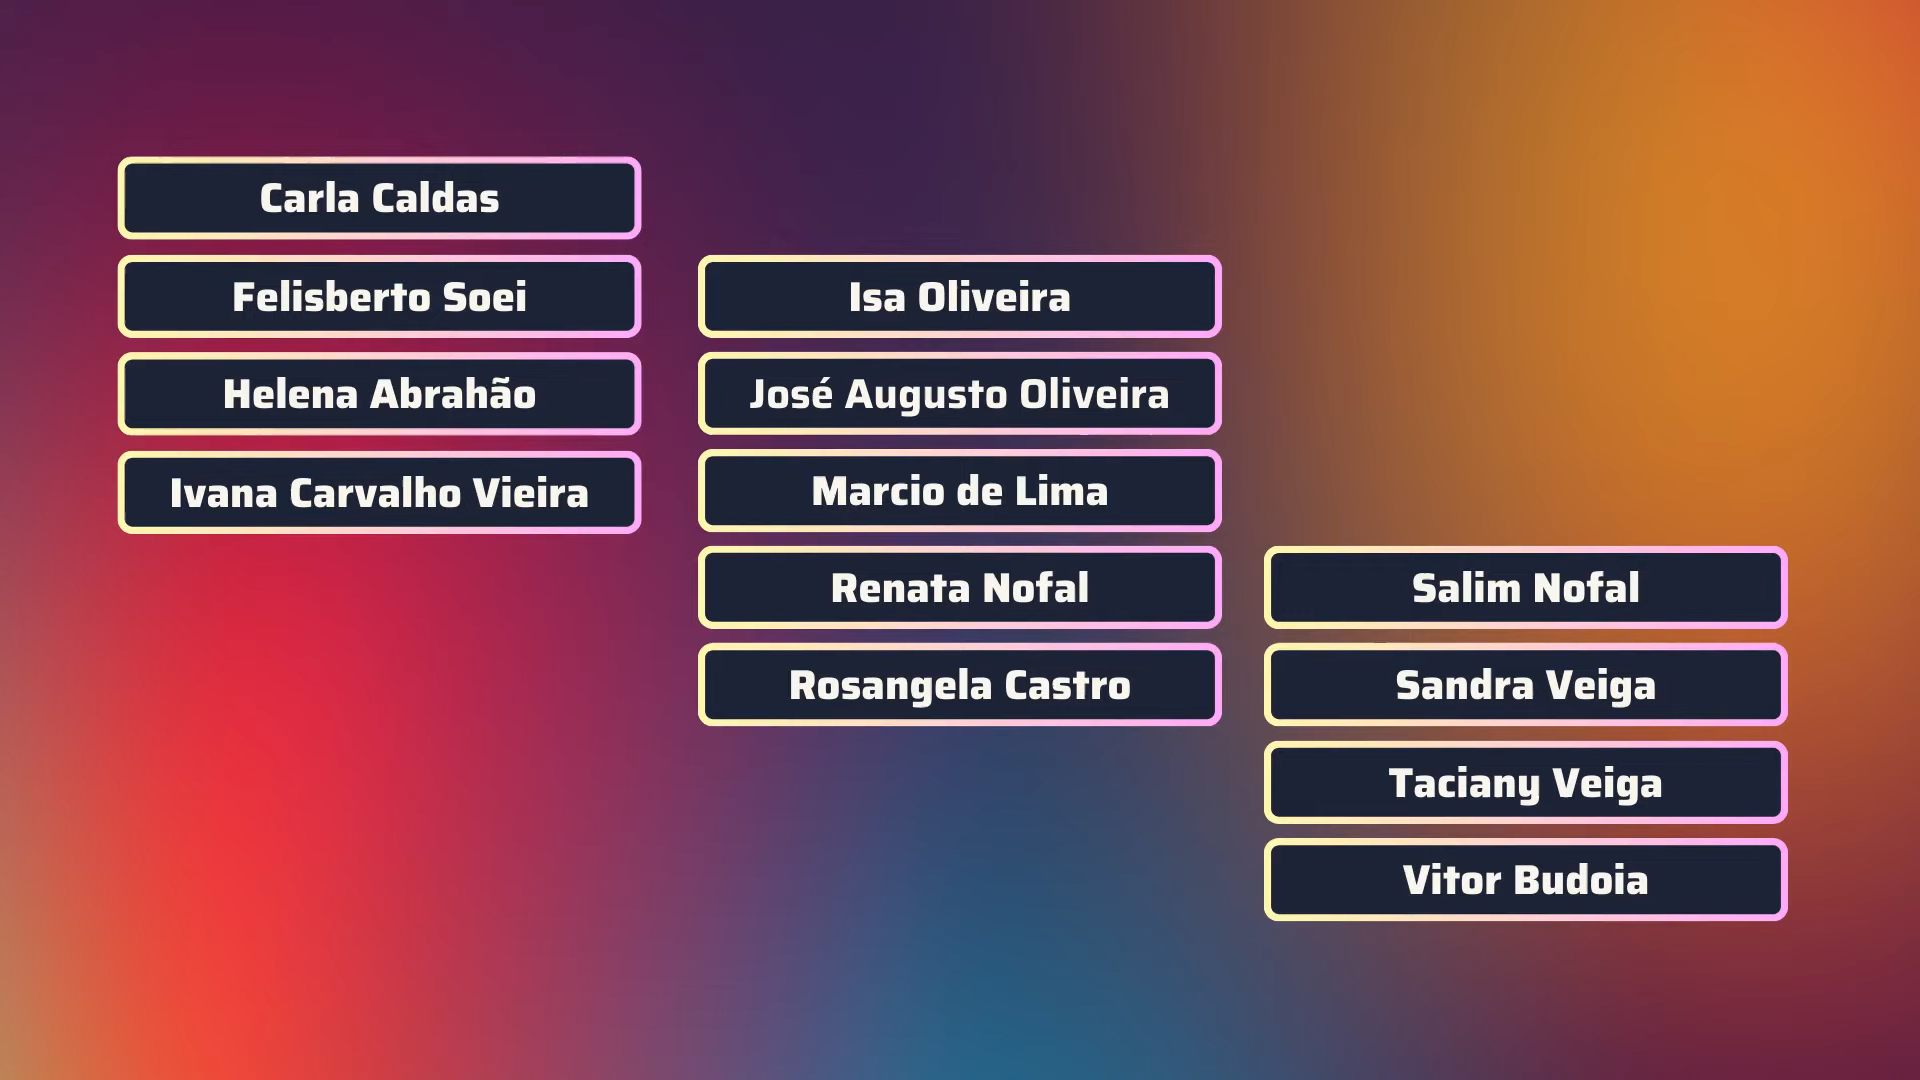 Carla Caldas
Felisberto Soei
Helena Abrahão
Ivana Carvalho Vieira
Isa Oliveira
José Augusto Oliveira
Marcio de Lima
Renata Nofal
Rosangela Castro
Salim Nofal
Sandra Veiga
Taciany Veiga
Vitor Budoia